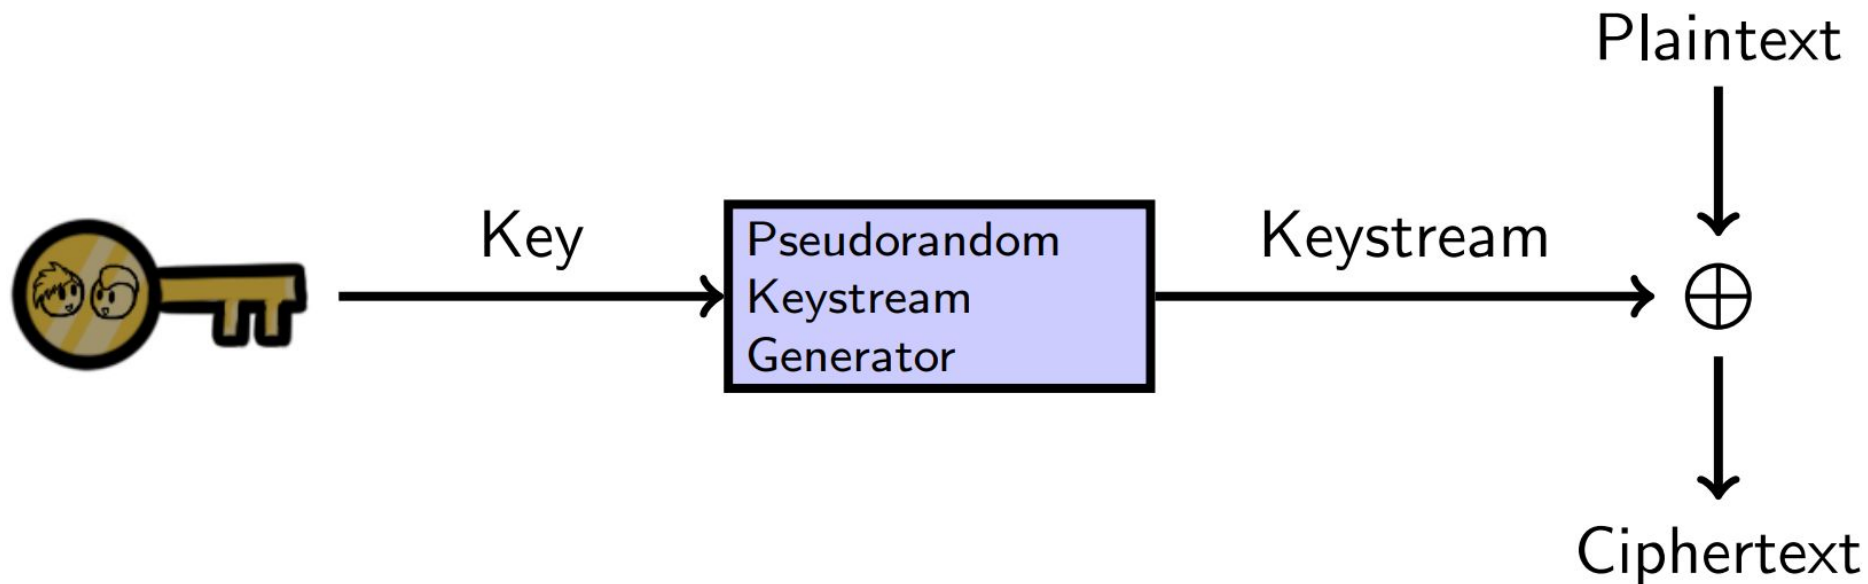 Plaintext
Key
Pseudorandom
Keystream
Generator
Keystream
Ciphertext